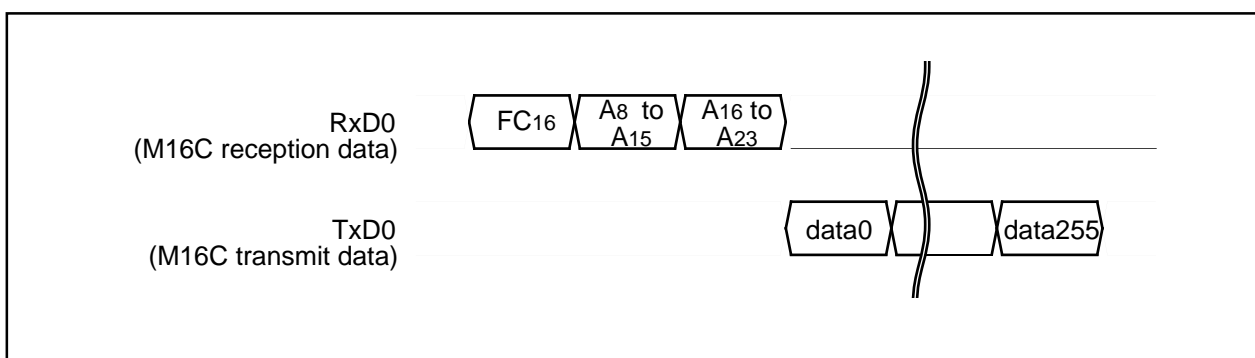 RxD0
(M16C reception data)
FC16
A8 to
A15
A16 to
A23
TxD0
(M16C transmit data)
data0
data255